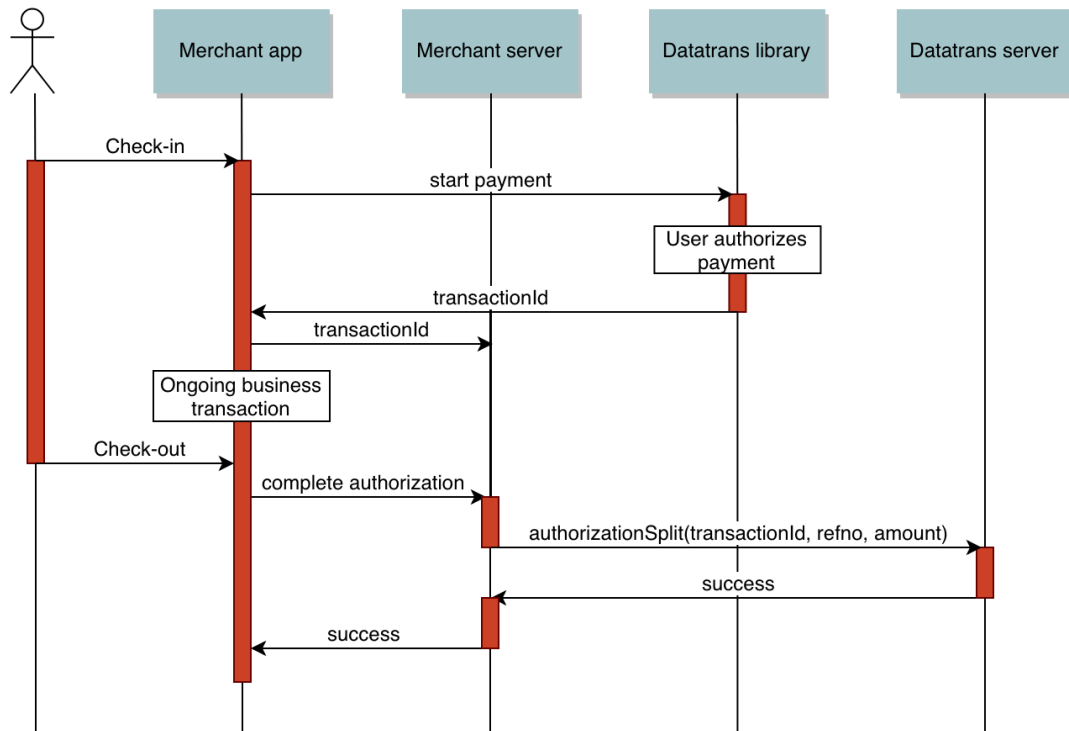 Merchant app
Merchant server
Datatrans library
Datatrans server
Check-in
start payment
User authorizes
payment
transactionId
transactionId
Ongoing business
transaction
Check-out
complete authorization
authorizationSplit(transactionId, refno, amount)
success
success